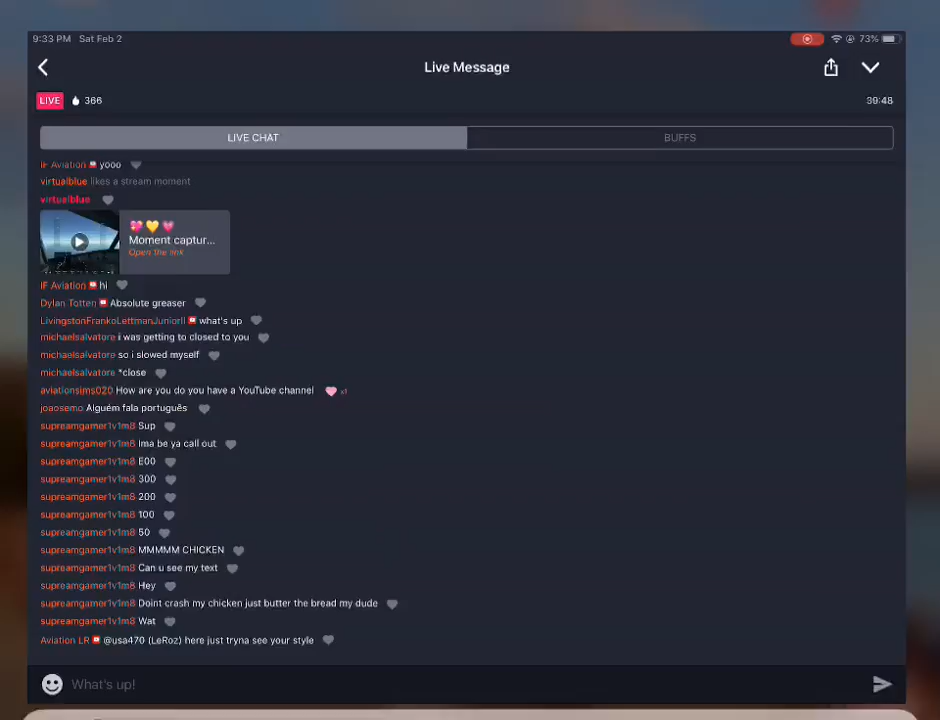 9:33 PM Sat Feb 2 73%
Live Message
LIVE 366 39:48
LIVE CHAT BUFFS
IF Aviation yooo
virtualblue likes a stream moment
virtualblue
Moment captur...
Open the link
IF Aviation hi
Dylan Totten Absolute greaser
LivingstonFrankoLettmanJuniorII what's up
michaelsalvatore i was getting to closed to you
michaelsalvatore so i slowed myself
michaelsalvatore *close
aviationsims020 How are you do you have a YouTube channel x1
joaosemo Alguém fala português
supreamgamer1v1m8 Sup
supreamgamer1v1m8 Ima be ya call out
supreamgamer1v1m8 E00
supreamgamer1v1m8 300
supreamgamer1v1m8 200
supreamgamer1v1m8 100
supreamgamer1v1m8 50
supreamgamer1v1m8 MMMMM CHICKEN
supreamgamer1v1m8 Can u see my text
supreamgamer1v1m8 Hey
supreamgamer1v1m8 Doint crash my chicken just butter the bread my dude
supreamgamer1v1m8 Wat
Aviation LR @usa470 (LeRoz) here just tryna see your style
What's up!